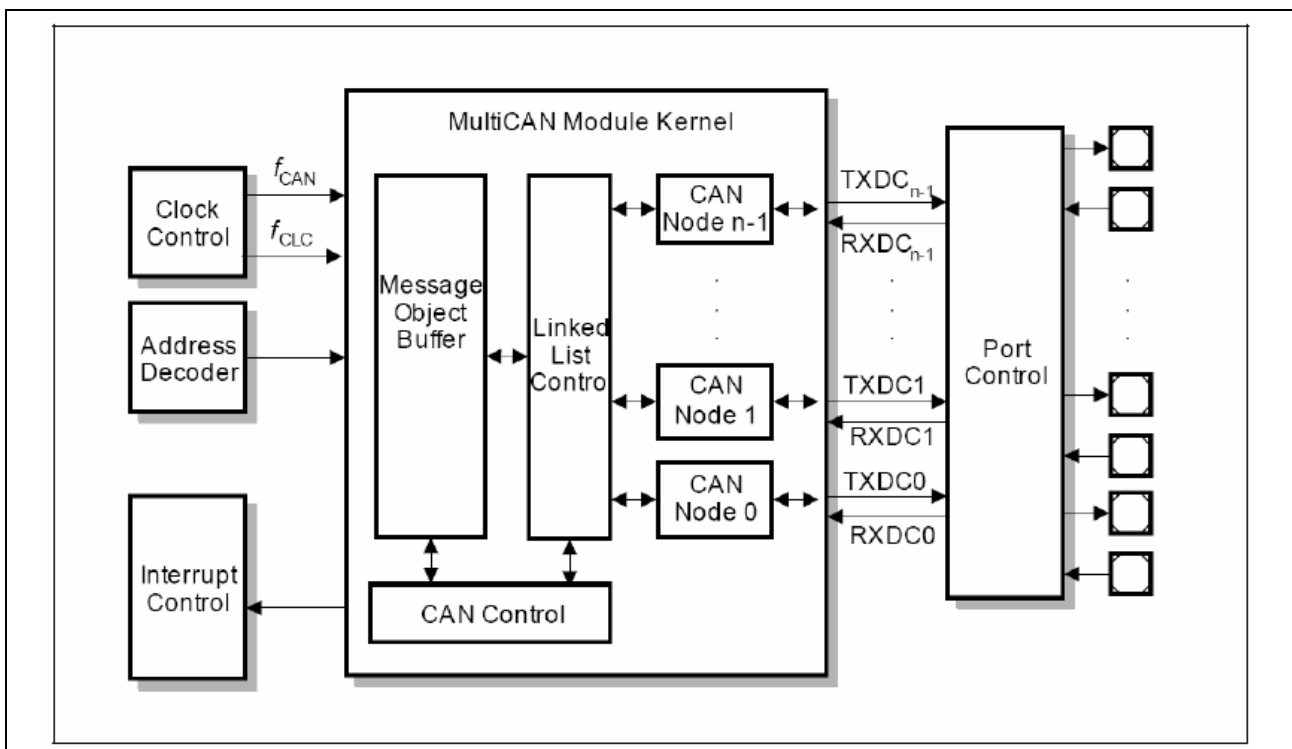 MultiCAN Module Kernel
Clock
Control
fCAN
fCLC
Address
Decoder
Interrupt
Control
Message
Object
Buffer
Linked
List
Contro
CAN
Node n-1
CAN
Node 1
CAN
Node 0
CAN Control
TXDCn-1
RXDCn-1
TXDC1
RXDC1
TXDC0
RXDC0
Port
Control